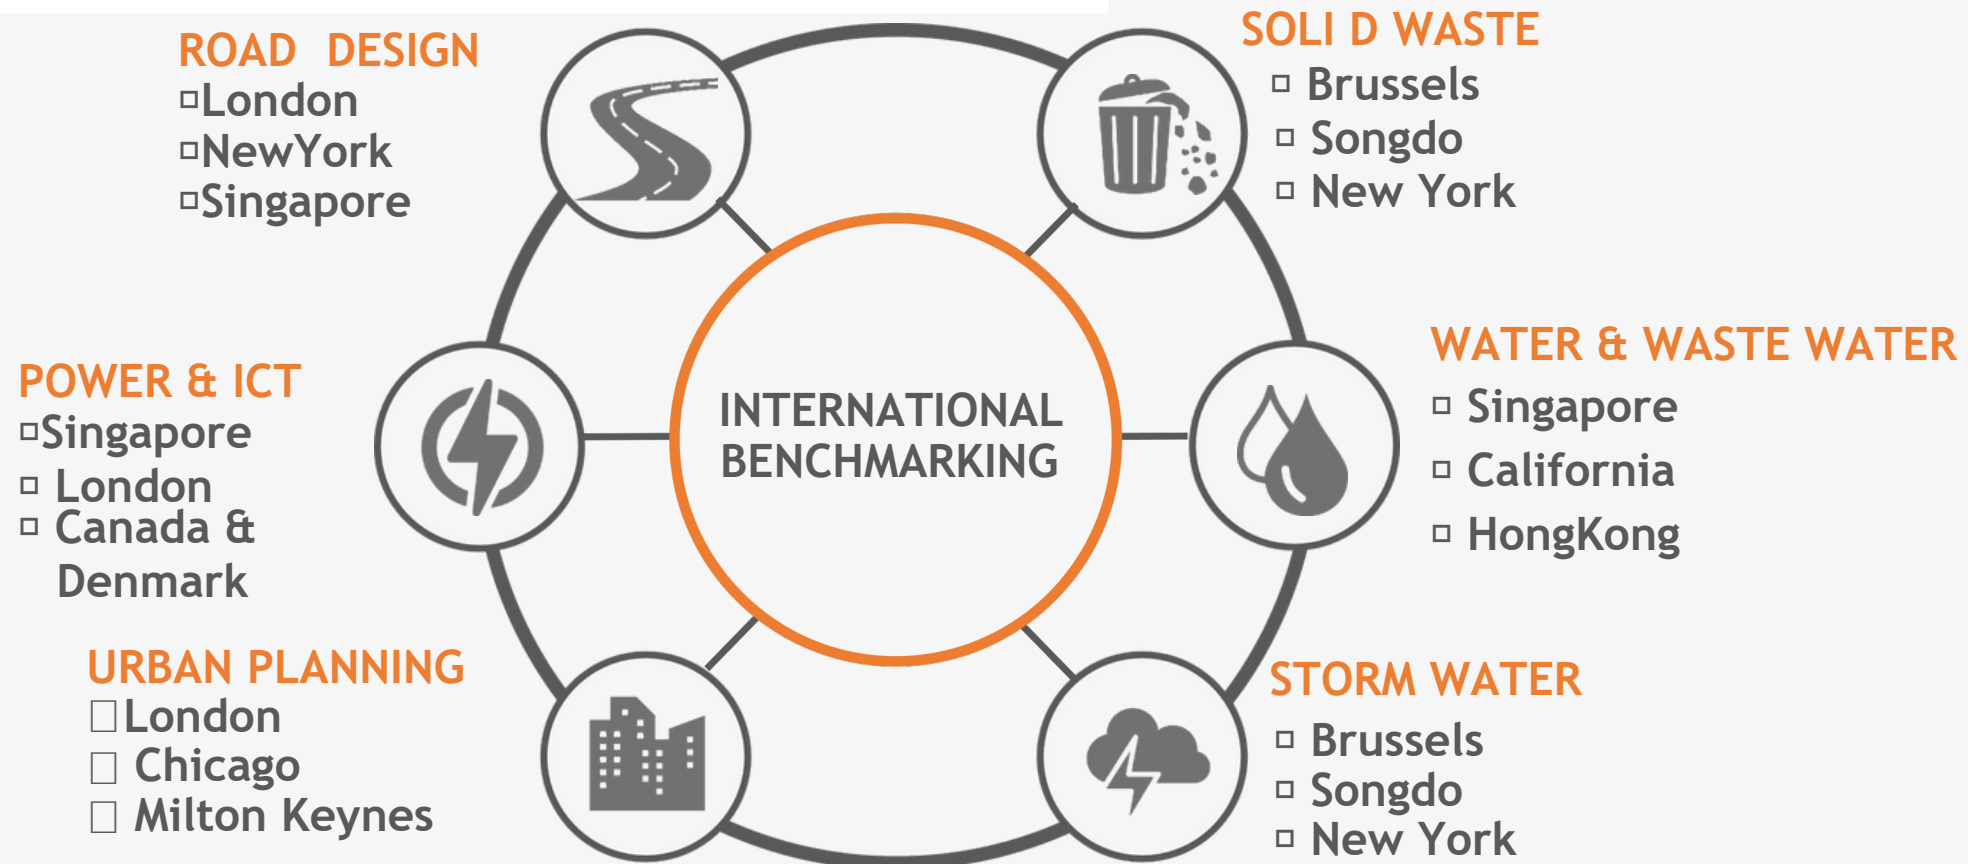 ROAD DESIGN
▫London
▫NewYork
▫Singapore
SOLI D WASTE
▫ Brussels
▫ Songdo
▫ New York
POWER & ICT
▫Singapore
▫ London
▫ Canada &
Denmark
INTERNATIONAL
BENCHMARKING
WATER & WASTE WATER
▫ Singapore
▫ California
▫ HongKong
URBAN PLANNING
□London
□ Chicago
□ Milton Keynes
STORM WATER
▫ Brussels
▫ Songdo
▫ New York